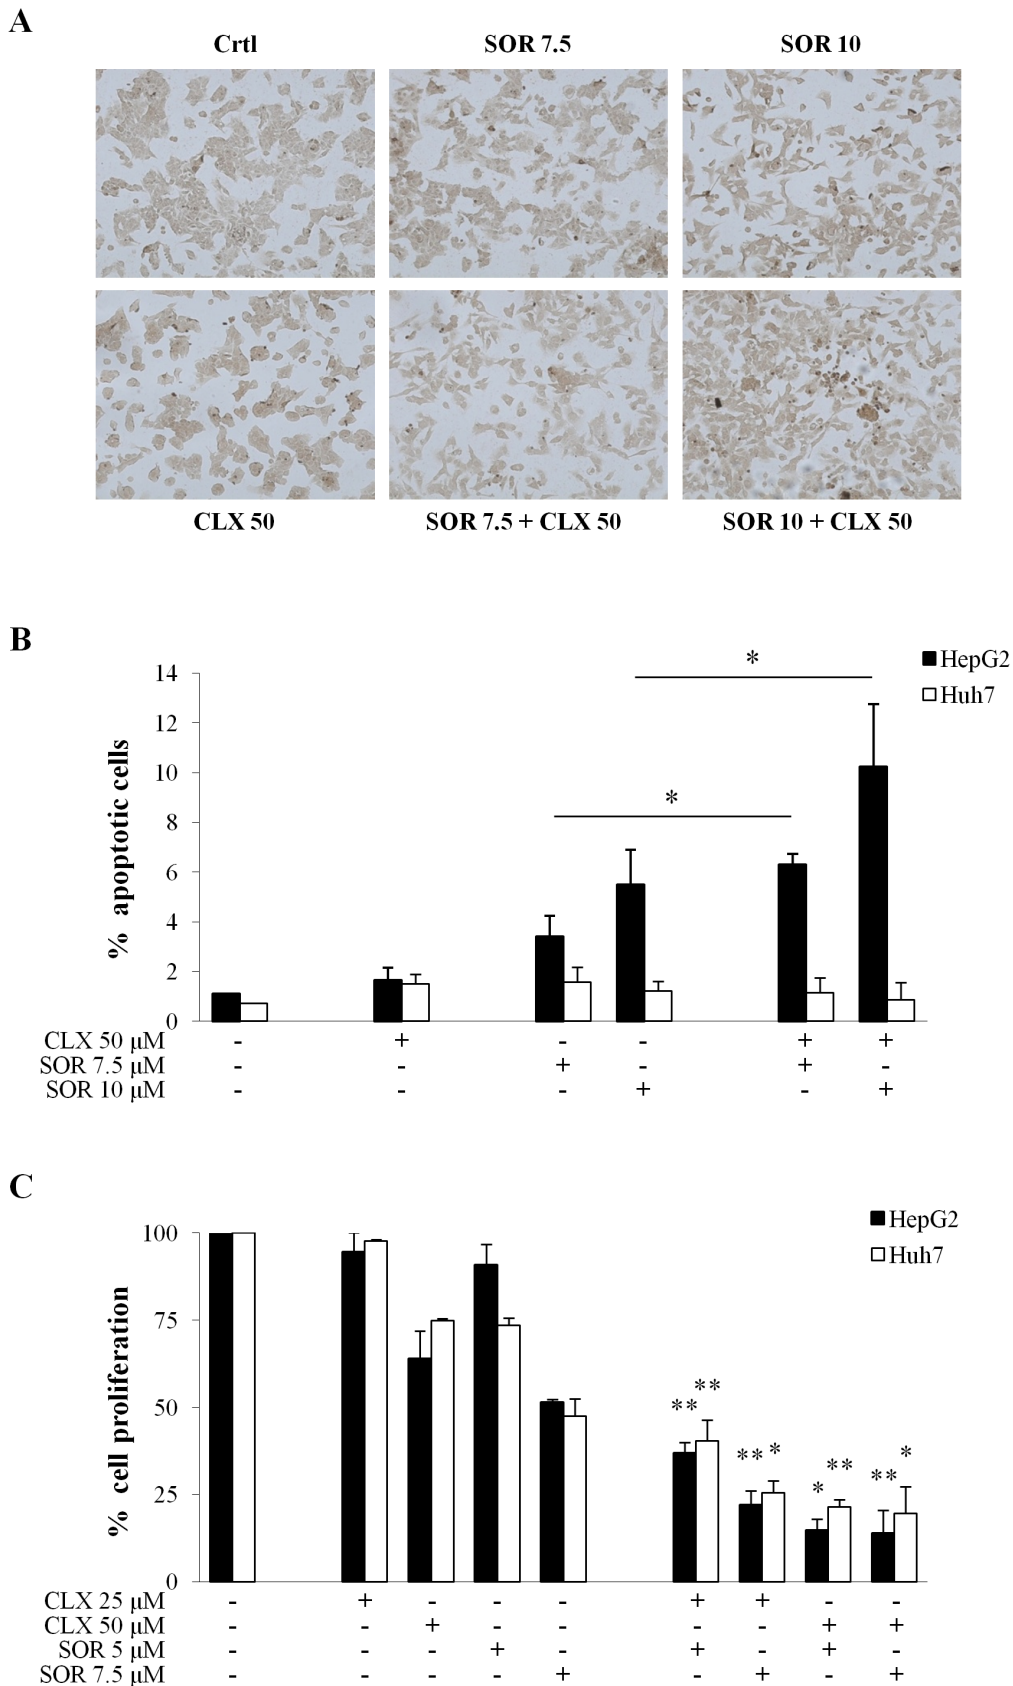 A
Crtl SOR 7.5 SOR 10
CLX 50 SOR 7.5 + CLX 50 SOR 10 + CLX 50
B
HepG2
Huh7
*
*
% apoptotic cells
14
12
10
8
6
4
2
0
CLX 50 μM - + - - + +
SOR 7.5 μM - - + - + -
SOR 10 μM - - - + - +
C
HepG2
Huh7
% cell proliferation
100
75
50
25
0
** ** ** * * ** ** *
CLX 25 μM - + - - - + + - -
CLX 50 μM - - + - - - - + +
SOR 5 μM - - - + - + - + -
SOR 7.5 μM - - - - + - + - +